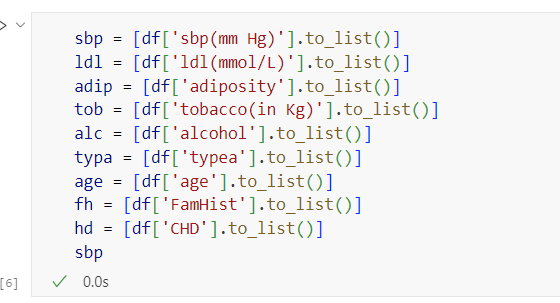 sbp = [df['sbp(mm Hg)'].to_list()]
ldl = [df['ldl(mmol/L)'].to_list()]
adip = [df['adiposity'].to_list()]
tob = [df['tobacco(in Kg)'].to_list()]
alc = [df['alcohol'].to_list()]
typa = [df['typea'].to_list()]
age = [df['age'].to_list()]
fh = [df['FamHist'].to_list()]
hd = [df['CHD'].to_list()]
sbp
[6] ✓ 0.0s